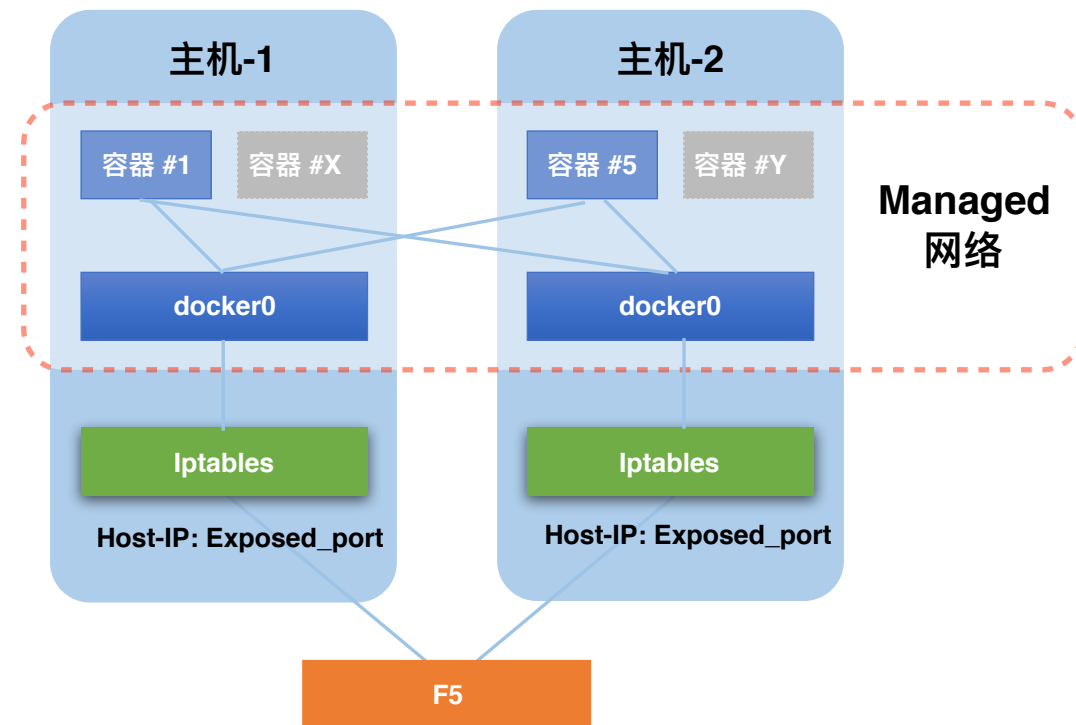 主机-1
主机-2
容器 #1
容器 #X
容器 #5
容器 #Y
Managed
网络
docker0
docker0
Iptables
Iptables
Host-IP: Exposed_port
Host-IP: Exposed_port
F5